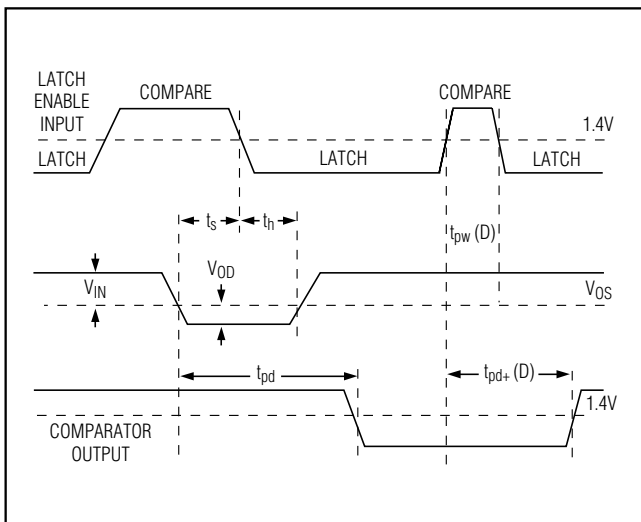 LATCH
ENABLE
INPUT
COMPARE
COMPARE
1.4V
LATCH
LATCH
LATCH
ts
th
tpw (D)
VIN
VOD
VOS
tpd
tpd+ (D)
1.4V
COMPARATOR
OUTPUT